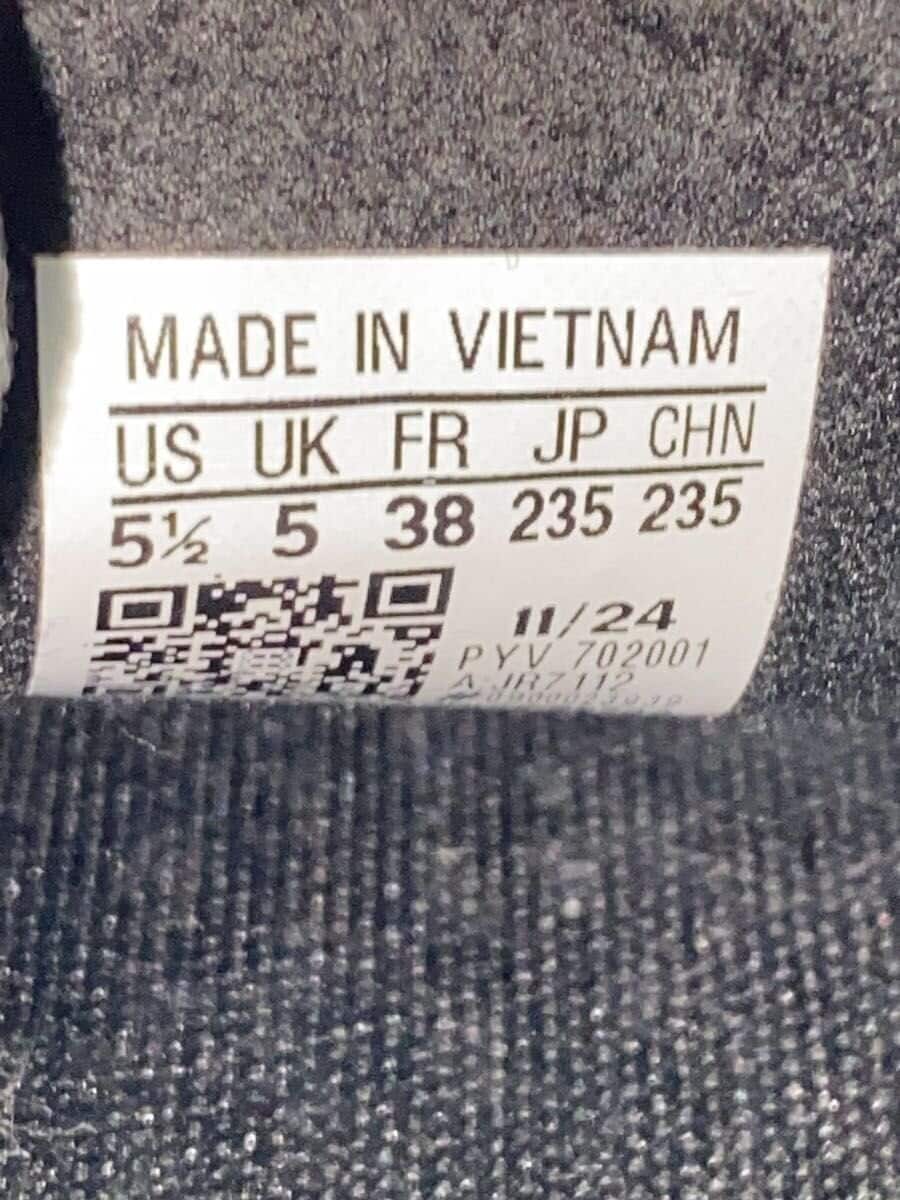 MADE IN VIETNAM
US UK FR JP CHN
5½ 5 38 235 235
11/24
PYV 702001